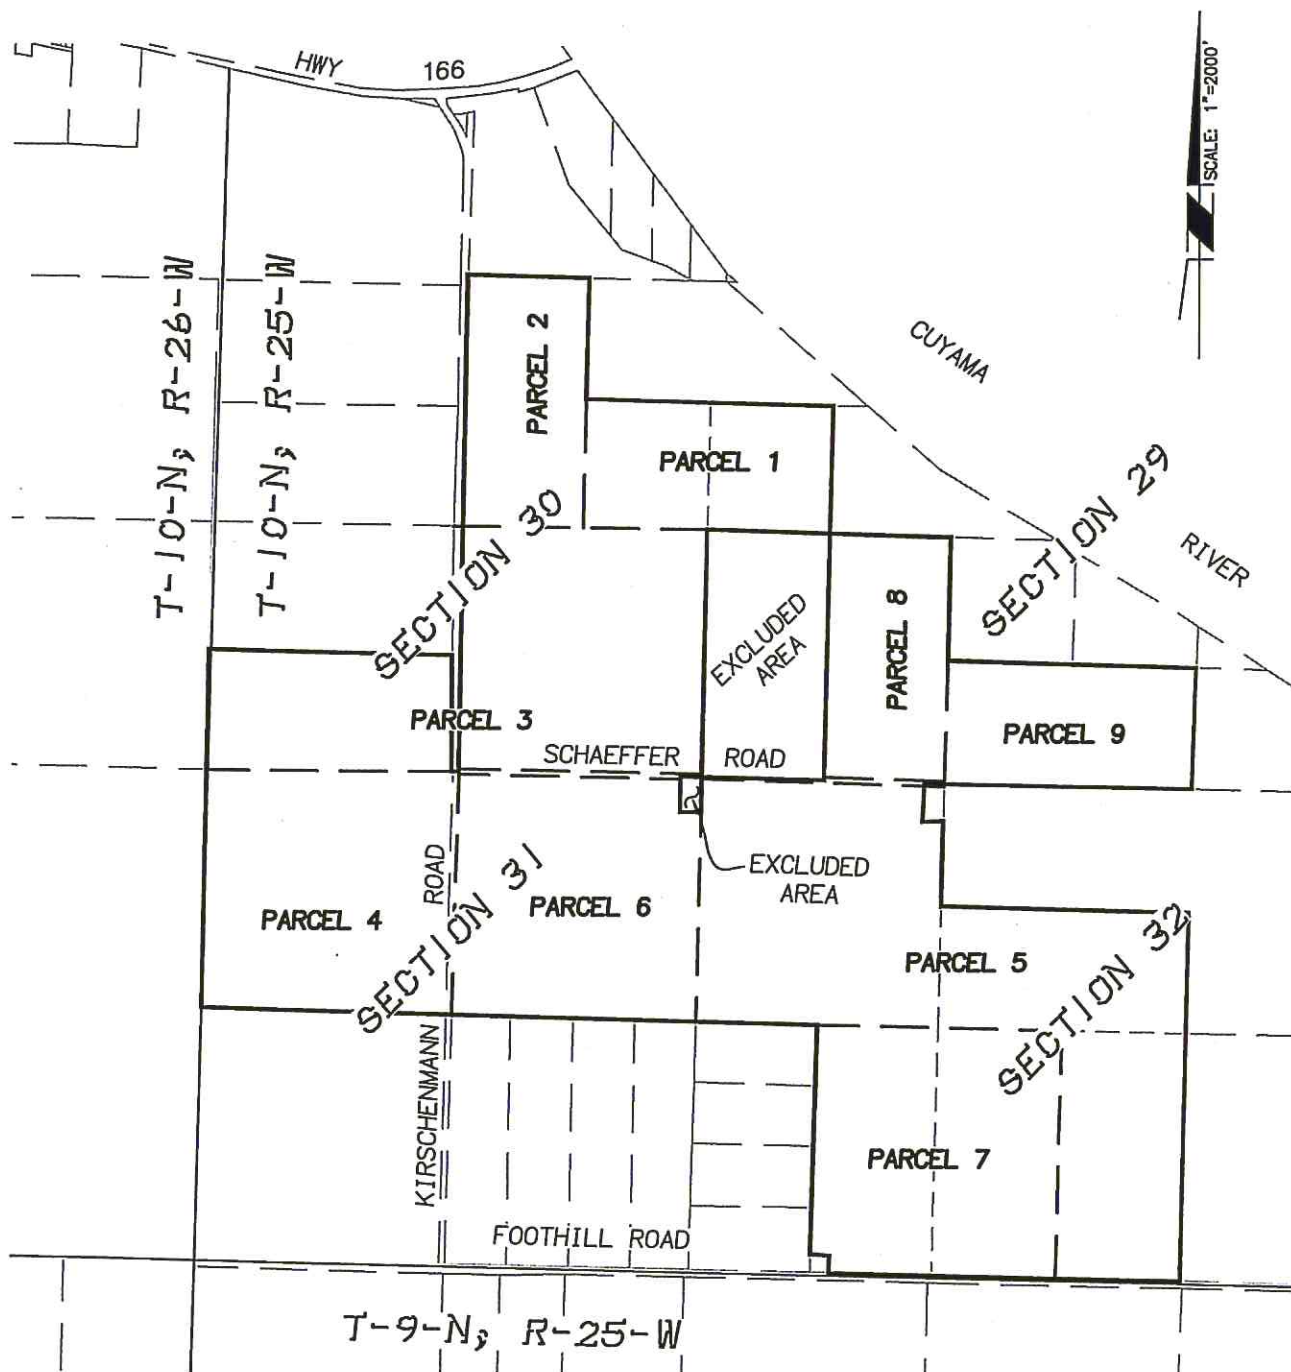 HWY 166
SCALE: 1"=2000'
T-10-N; R-26-W
T-10-N; R-25-W
PARCEL 2
CUYAMA
RIVER
PARCEL 1
SECTION 30
SECTION 29
EXCLUDED
AREA
PARCEL 8
PARCEL 3
SCHAEFFER ROAD
PARCEL 9
EXCLUDED
AREA
PARCEL 4
KIRSCHENMANN ROAD
SECTION 31
PARCEL 6
PARCEL 5
SECTION 32
PARCEL 7
FOOTHILL ROAD
T-9-N; R-25-W